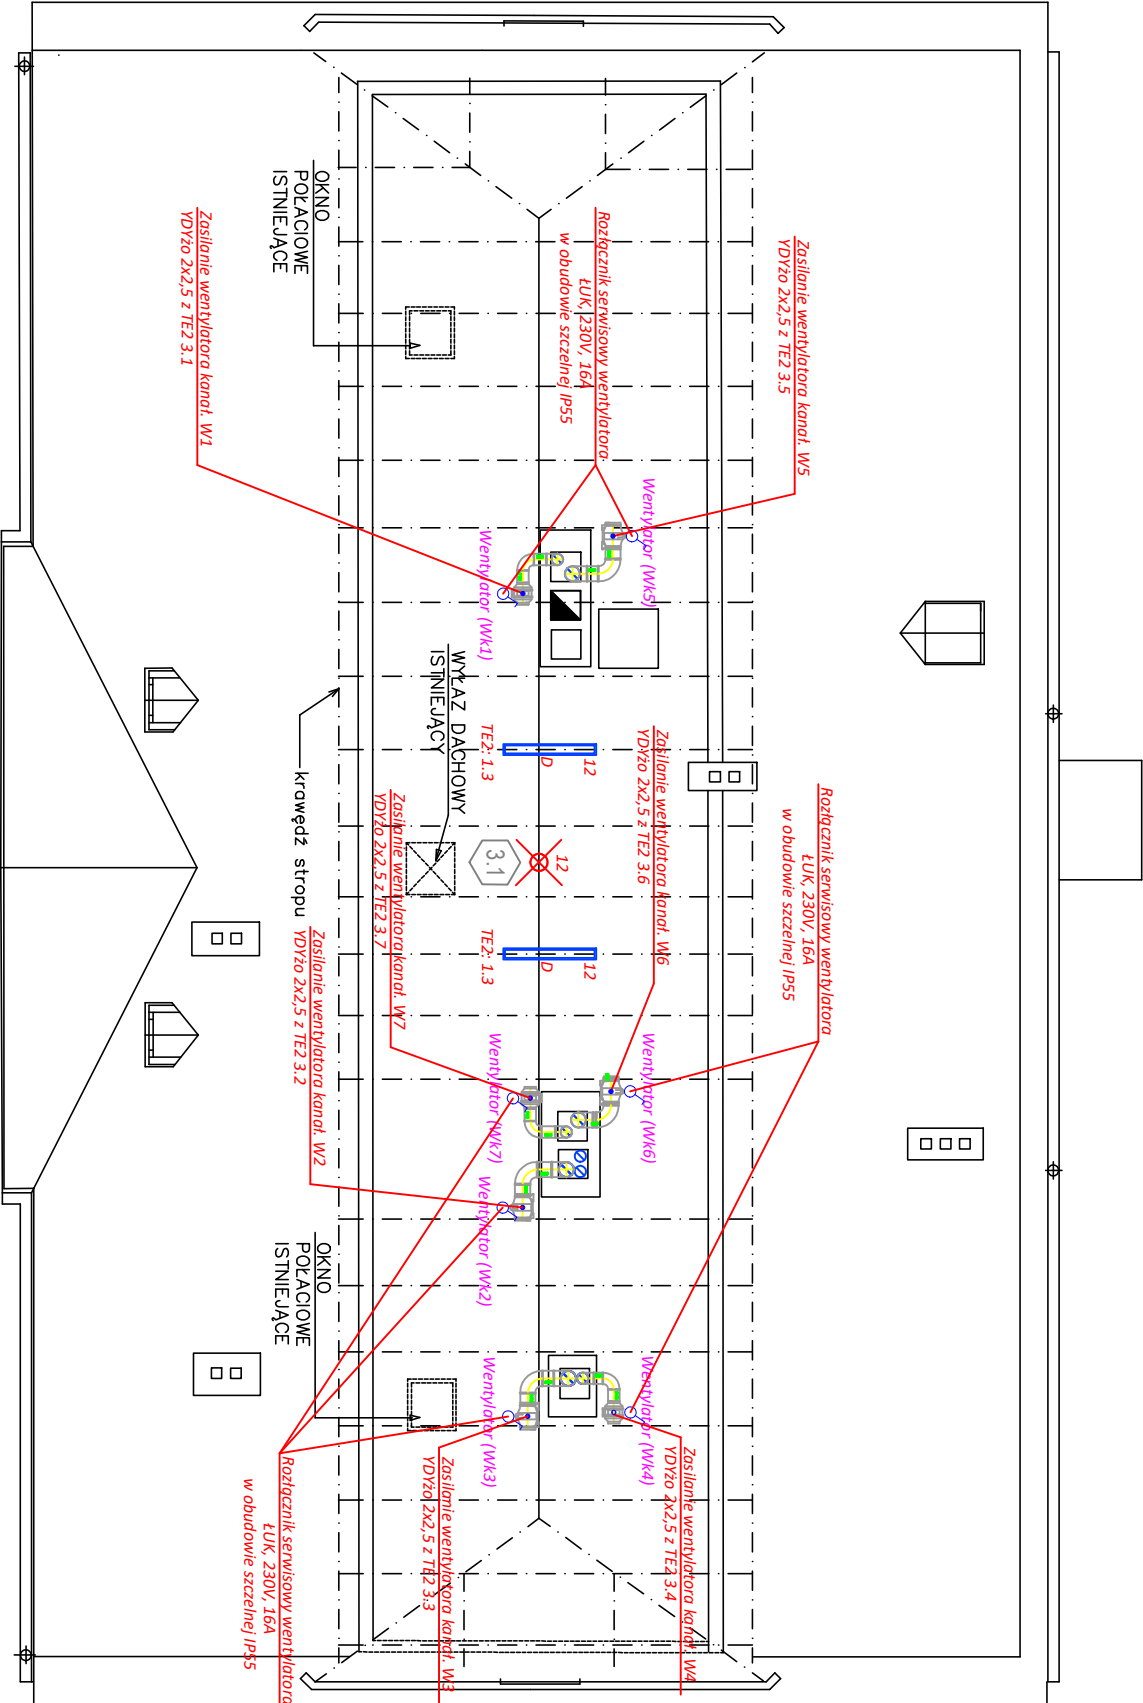 Zasilanie wentylatora kanał. W5
YDYżo 2x2,5 z TE2 3.5
Rozłącznik serwisowy wentylatora
ŁUK, 230V, 16A
w obudowie szczelnej IP55
OKNO
POŁACIOWE
ISTNIEJĄCE
Zasilanie wentylatora kanał. W1
YDYżo 2x2,5 z TE2 3.1
Wentylator (Wk5)
Wentylator (Wk1)
WYŁAZ DACHOWY
ISTNIEJĄCY
krawędź stropu
12
D
TE2: 1.3
Zasilanie wentylatora kanał. W6
YDYżo 2x2,5 z TE2 3.6
Rozłącznik serwisowy wentylatora
ŁUK, 230V, 16A
w obudowie szczelnej IP55
12
3.1
Zasilanie wentylatora kanał. W7
YDYżo 2x2,5 z TE2 3.7
12
D
TE2: 1.3
Zasilanie wentylatora kanał. W2
YDYżo 2x2,5 z TE2 3.2
Wentylator (Wk6)
Wentylator (Wk7)
Wentylator (Wk2)
OKNO
POŁACIOWE
ISTNIEJĄCE
Wentylator (Wk4)
Wentylator (Wk3)
Zasilanie wentylatora kanał. W4
YDYżo 2x2,5 z TE2 3.4
Zasilanie wentylatora kanał. W3
YDYżo 2x2,5 z TE2 3.3
Rozłącznik serwisowy wentylatora
ŁUK, 230V, 16A
w obudowie szczelnej IP55